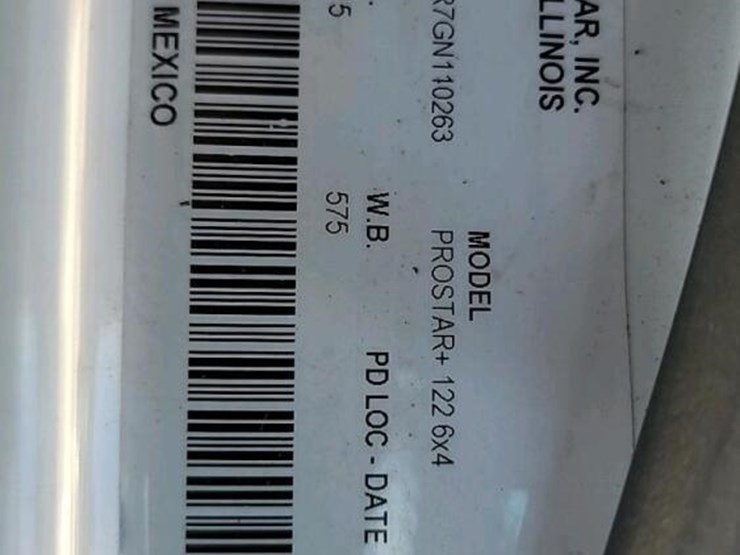 AR, INC.
LLINOIS
MODEL
R7GN110263 PROSTAR+ 122 6x4
W.B. PD LOC - DATE
5 575
MEXICO